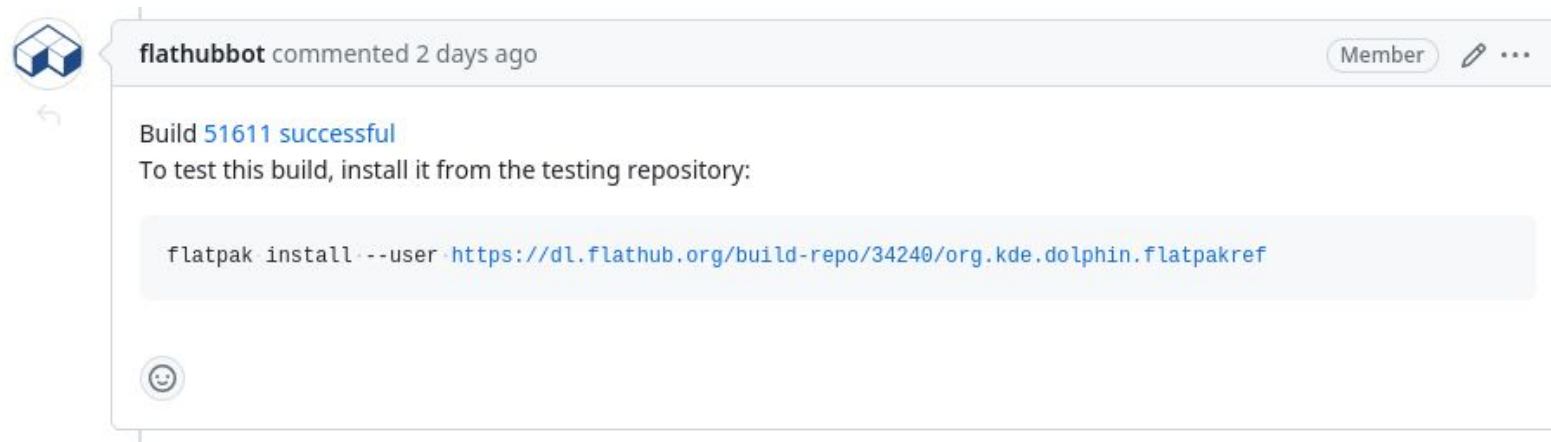 flathubbot commented 2 days ago
Member
Build 51611 successful
To test this build, install it from the testing repository:
flatpak install --user https://dl.flathub.org/build-repo/34240/org.kde.dolphin.flatpakref